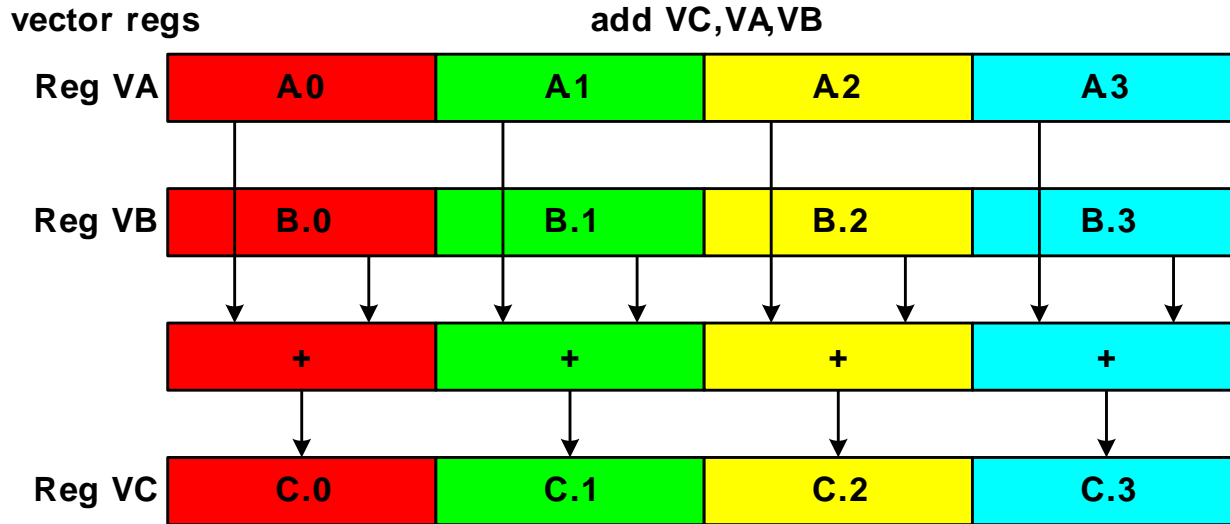 vector regs add VC,VA,VB
Reg VA A.0 A.1 A.2 A.3
Reg VB B.0 B.1 B.2 B.3
+ + + +
Reg VC C.0 C.1 C.2 C.3